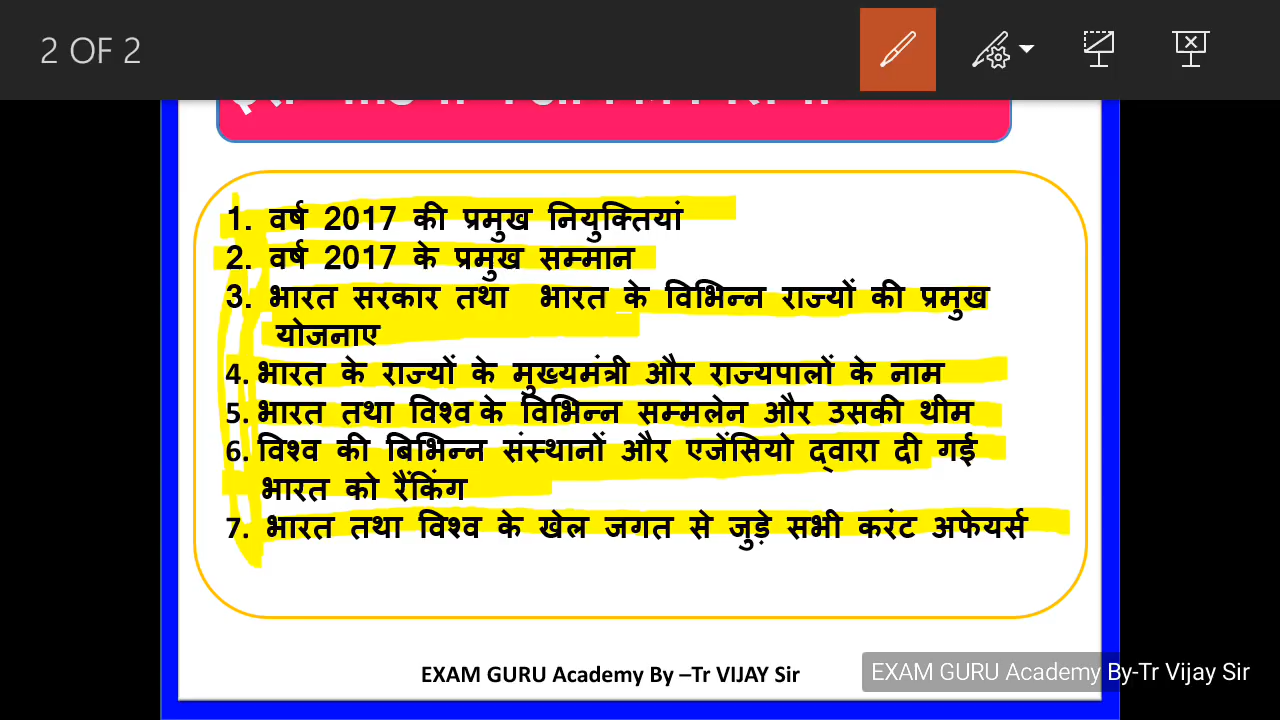 2 OF 2
1. वर्ष 2017 की प्रमुख नियुक्तियां
2. वर्ष 2017 के प्रमुख सम्मान
3. भारत सरकार तथा भारत के विभिन्न राज्यों की प्रमुख
योजनाए
4. भारत के राज्यों के मुख्यमंत्री और राज्यपालों के नाम
5. भारत तथा विश्व के विभिन्न सम्मलेन और उसकी थीम
6. विश्व की बिभिन्न संस्थानों और एजेंसियो द्वारा दी गई
भारत को रैंकिंग
7. भारत तथा विश्व के खेल जगत से जुड़े सभी करंट अफेयर्स
EXAM GURU Academy By –Tr VIJAY Sir
EXAM GURU Academy By-Tr Vijay Sir